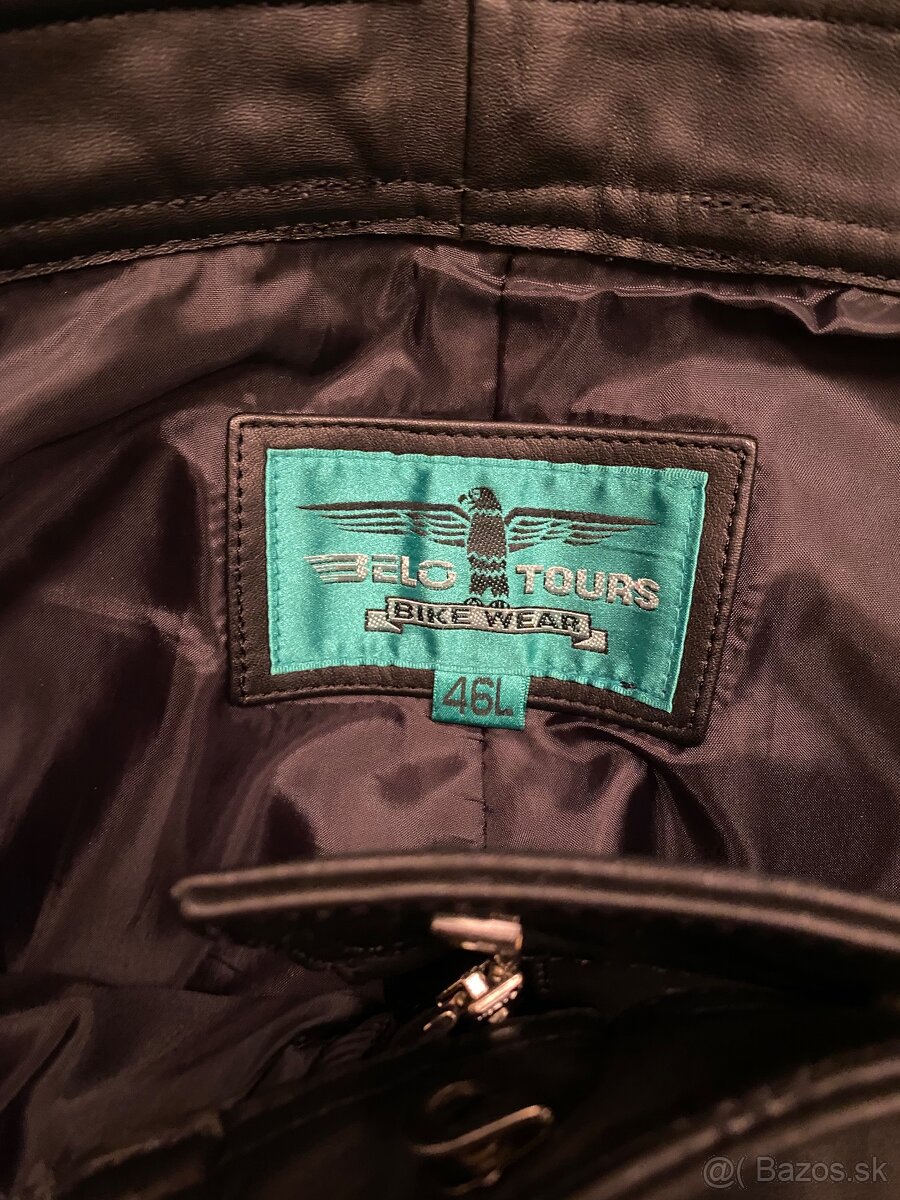 BELO TOURS
BIKE WEAR
46L
@( Bazos.sk